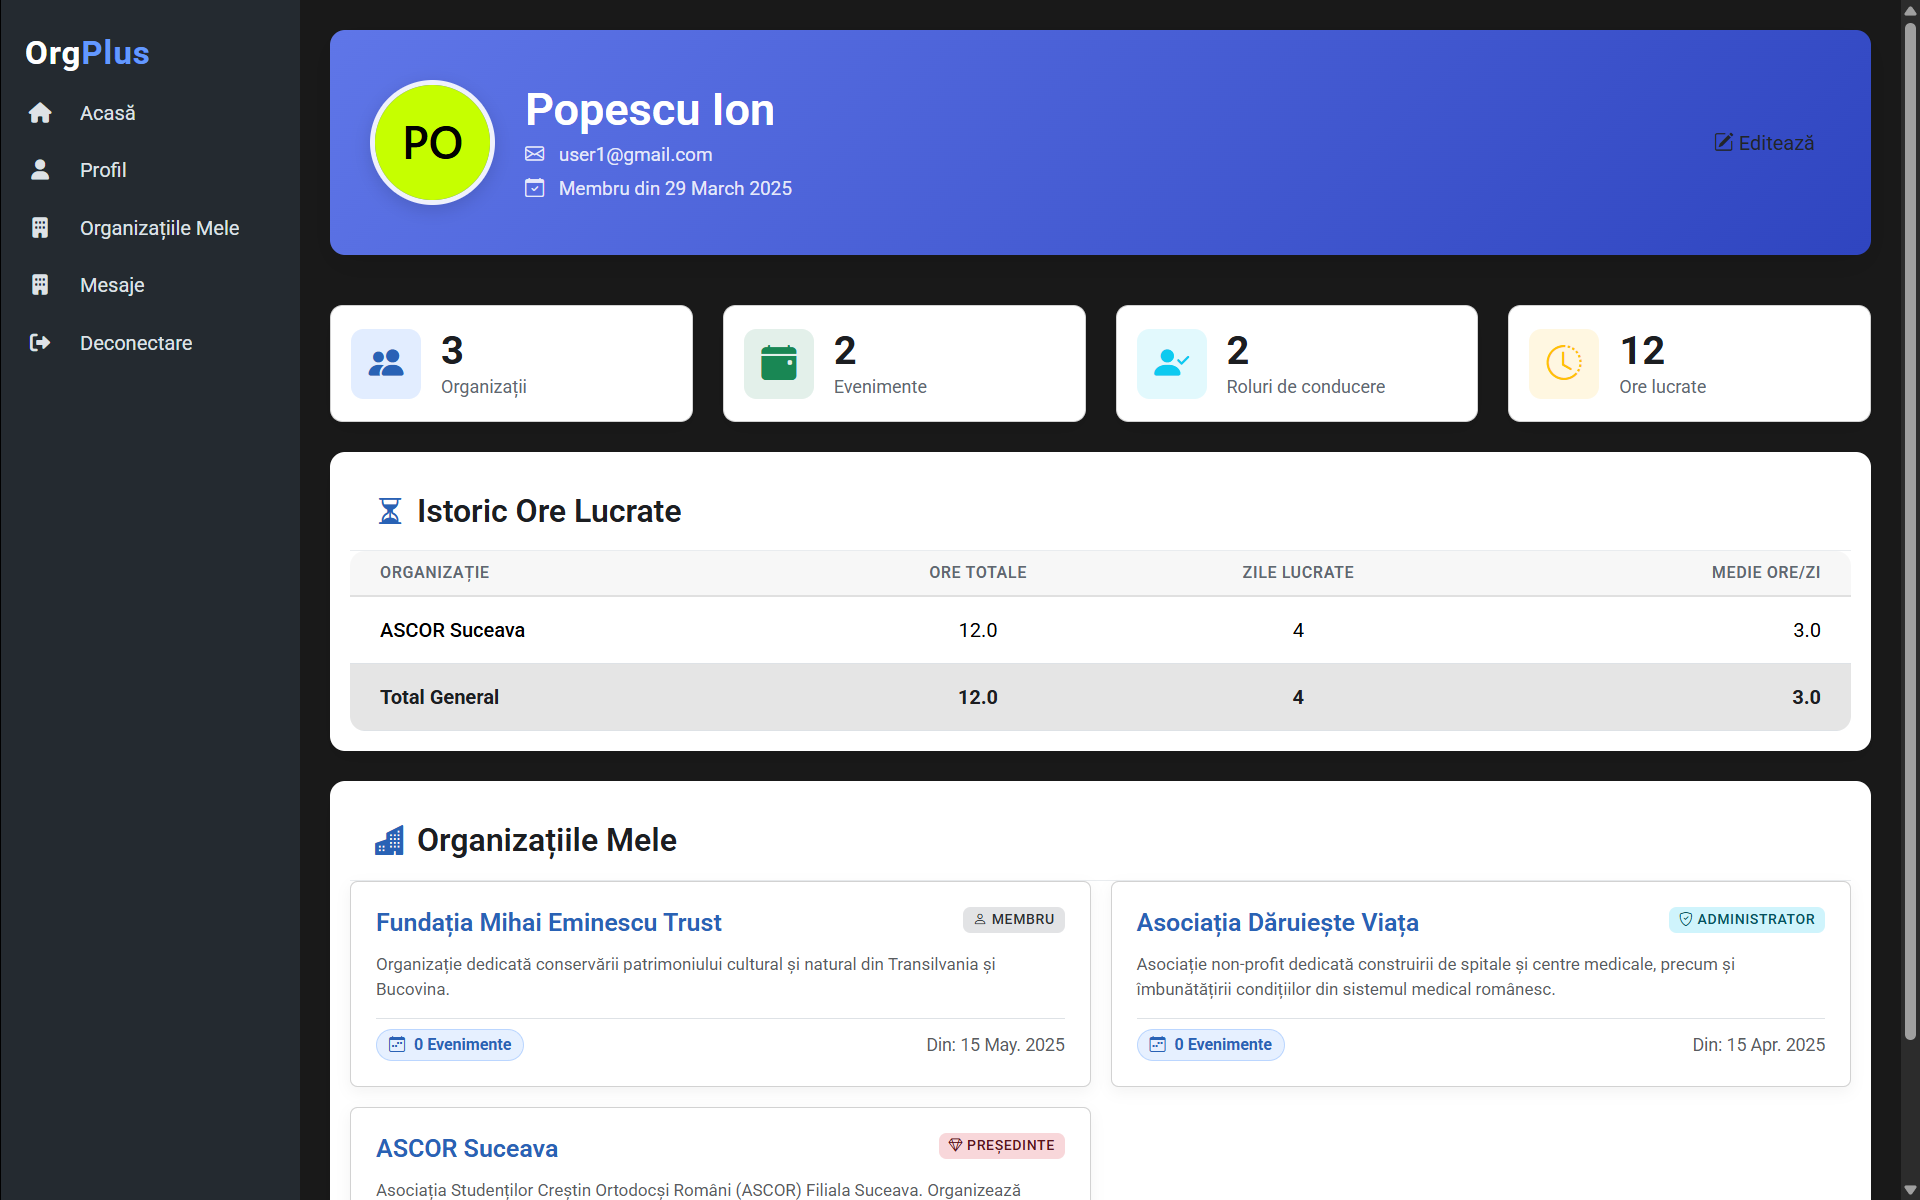 OrgPlus
Acasă
Profil
Organizațiile Mele
Mesaje
Deconectare
PO
Popescu Ion
user1@gmail.com
Membru din 29 March 2025
Editează
3
Organizații
2
Evenimente
2
Roluri de conducere
12
Ore lucrate
Istoric Ore Lucrate
ORGANIZAȚIE ORE TOTALE ZILE LUCRATE MEDIE ORE/ZI
ASCOR Suceava 12.0 4 3.0
Total General 12.0 4 3.0
Organizațiile Mele
Fundația Mihai Eminescu Trust
MEMBRU
Organizație dedicată conservării patrimoniului cultural și natural din Transilvania și
Bucovina.
0 Evenimente
Din: 15 May. 2025
Asociația Dăruiește Viața
ADMINISTRATOR
Asociație non-profit dedicată construirii de spitale și centre medicale, precum și
îmbunătățirii condițiilor din sistemul medical românesc.
0 Evenimente
Din: 15 Apr. 2025
ASCOR Suceava
PREȘEDINTE
Asociația Studenților Creștin Ortodocși Români (ASCOR) Filiala Suceava. Organizează